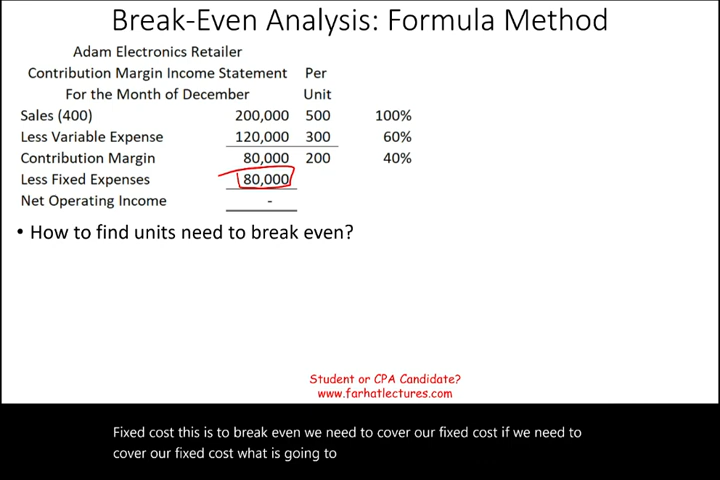 Break-Even Analysis: Formula Method
Adam Electronics Retailer
Contribution Margin Income Statement Per
For the Month of December Unit
Sales (400) 200,000 500 100%
Less Variable Expense 120,000 300 60%
Contribution Margin 80,000 200 40%
Less Fixed Expenses 80,000
Net Operating Income -
• How to find units need to break even?
Student or CPA Candidate?
www.farhatlectures.com
Fixed cost this is to break even we need to cover our fixed cost if we need to
cover our fixed cost what is going to